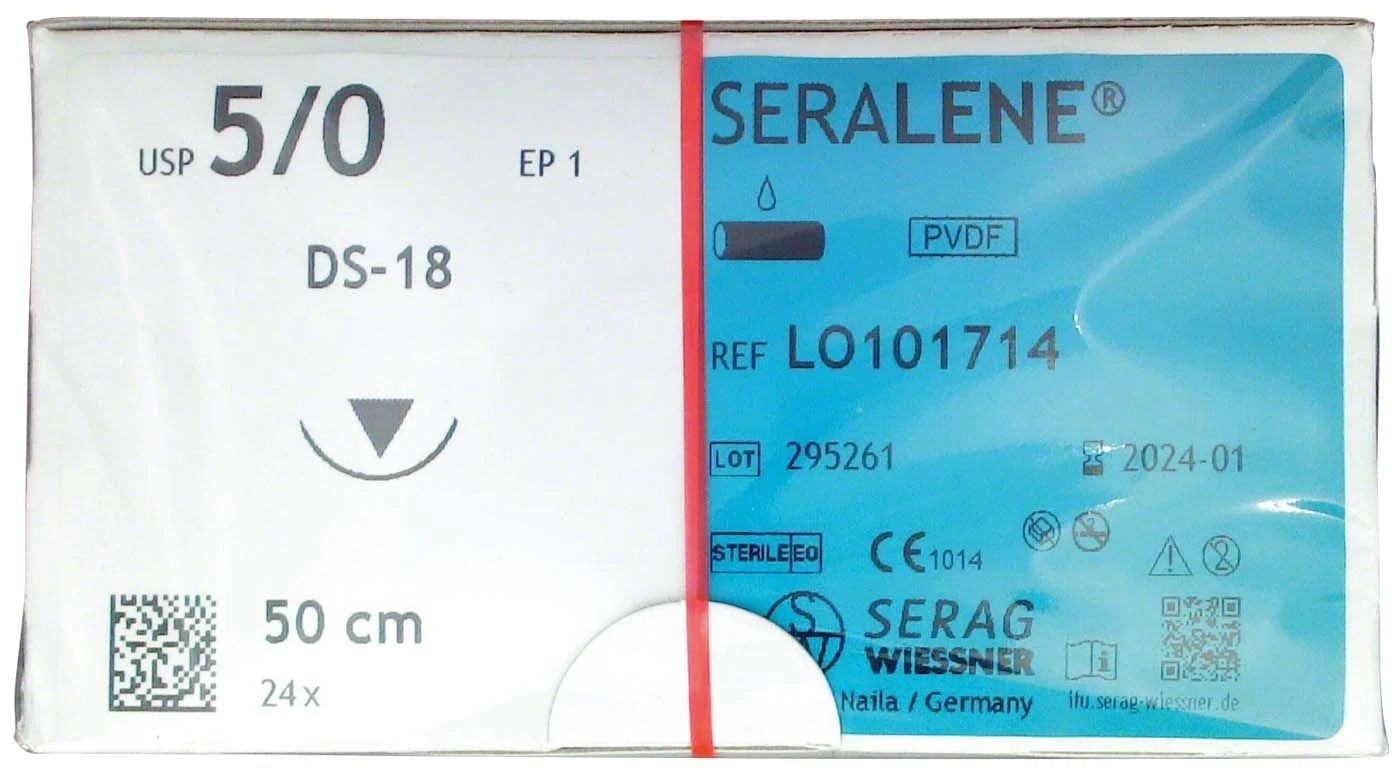 USP 5/0 EP 1
DS-18
50 cm
24 x
SERALENE®
PVDF
REF LO101714
LOT 295261 2024-01
STERILE EO CE 1014
SERAG
WIESSNER
Naila / Germany ifu.serag-wiessner.de